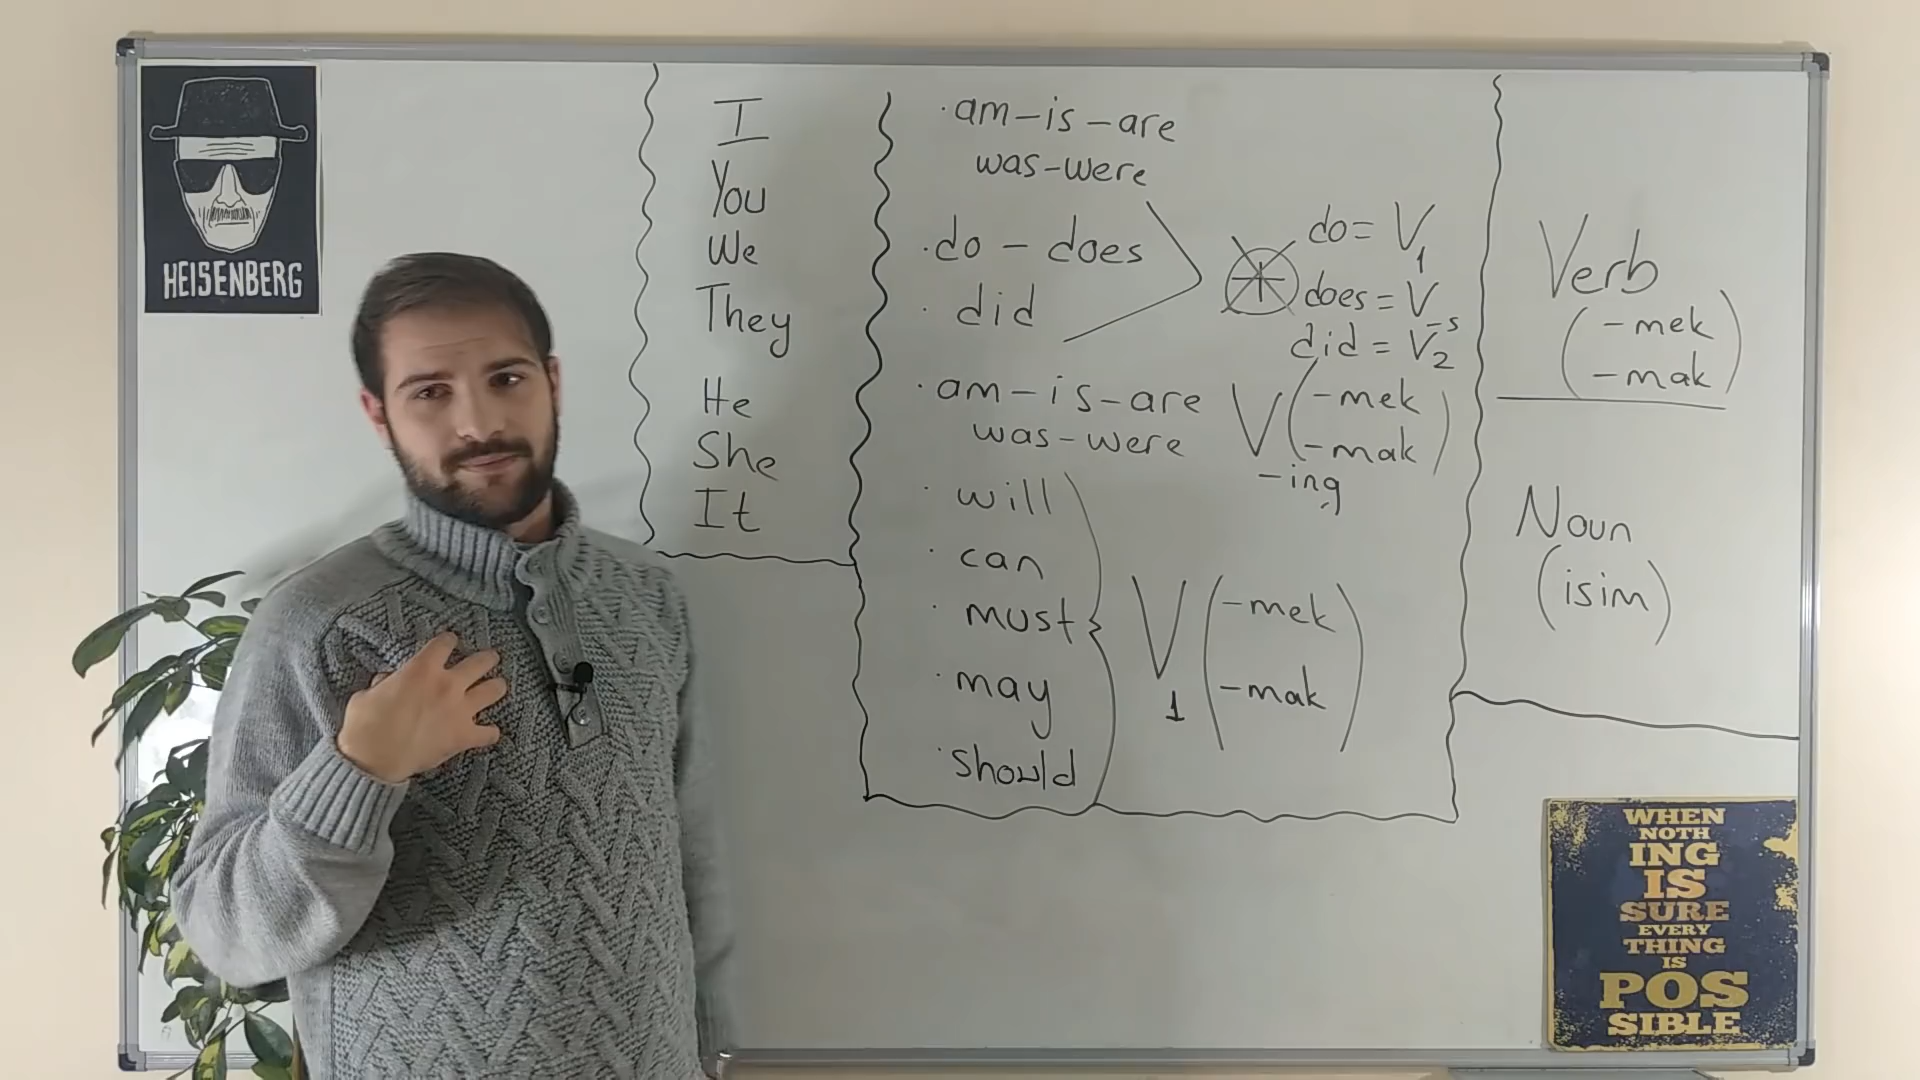 HEISENBERG
I
You
We
They
He
She
It
· am – is – are
was – were
· do – does
· did
+
do = V1
does = V-s
did = V2
· am – is – are
was – were
V (-mek
-mak)
-ing
· will
· can
· must
· may
· should
V1 (-mek
-mak)
Verb
(-mek
-mak)
Noun
(isim)
WHEN
NOTH
ING
IS
SURE
EVERY
THING
IS
POS
SIBLE